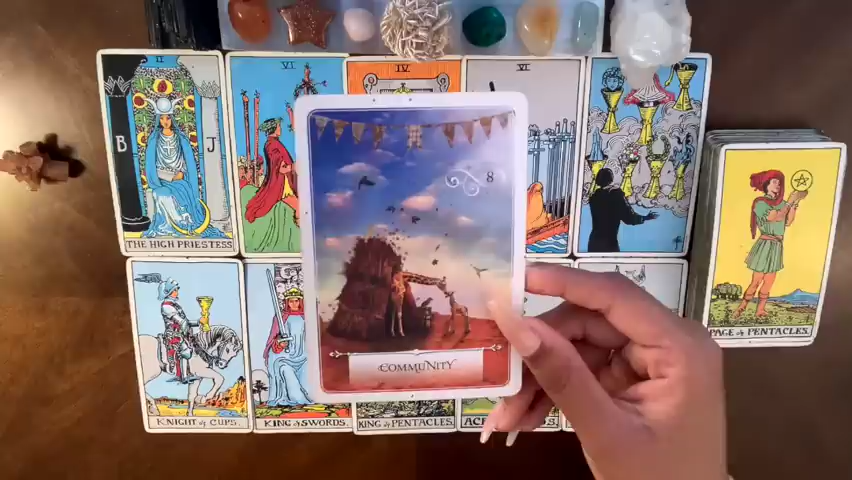 II
VI
IV
VI
B
J
8
THE HIGH PRIESTESS
COMMUNITY
PAGE of PENTACLES.
KNIGHT of CUPS.
KING of SWORDS.
KING of PENTACLES.